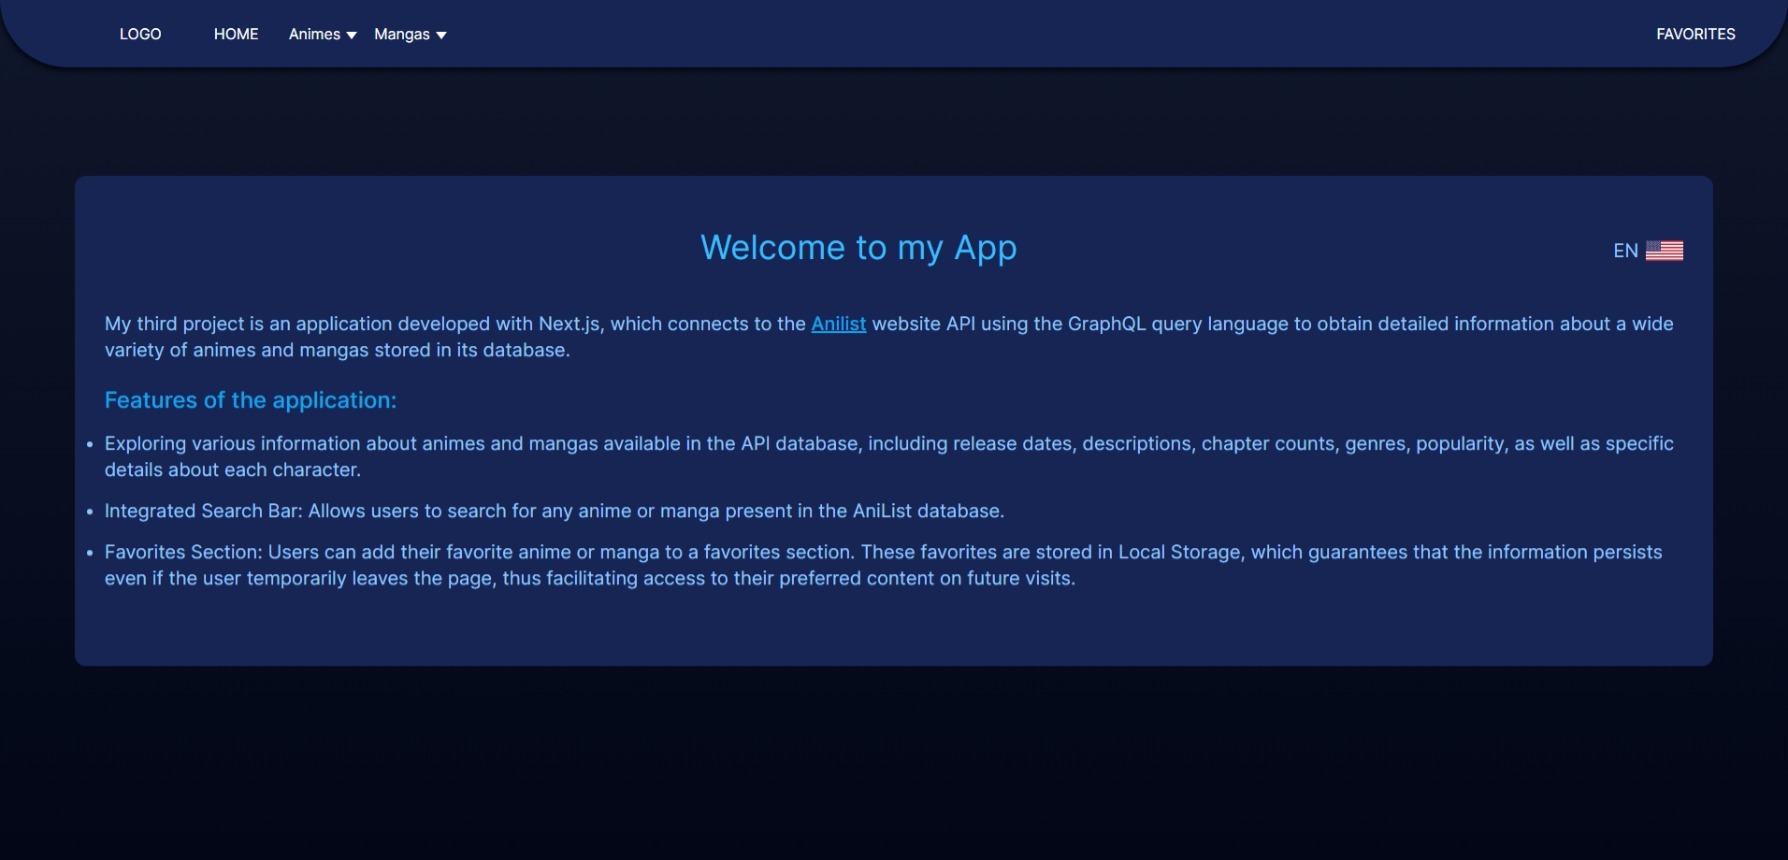 LOGO HOME Animes Mangas FAVORITES
Welcome to my App
EN
My third project is an application developed with Next.js, which connects to the Anilist website API using the GraphQL query language to obtain detailed information about a wide
variety of animes and mangas stored in its database.
Features of the application:
• Exploring various information about animes and mangas available in the API database, including release dates, descriptions, chapter counts, genres, popularity, as well as specific
details about each character.
• Integrated Search Bar: Allows users to search for any anime or manga present in the AniList database.
• Favorites Section: Users can add their favorite anime or manga to a favorites section. These favorites are stored in Local Storage, which guarantees that the information persists
even if the user temporarily leaves the page, thus facilitating access to their preferred content on future visits.